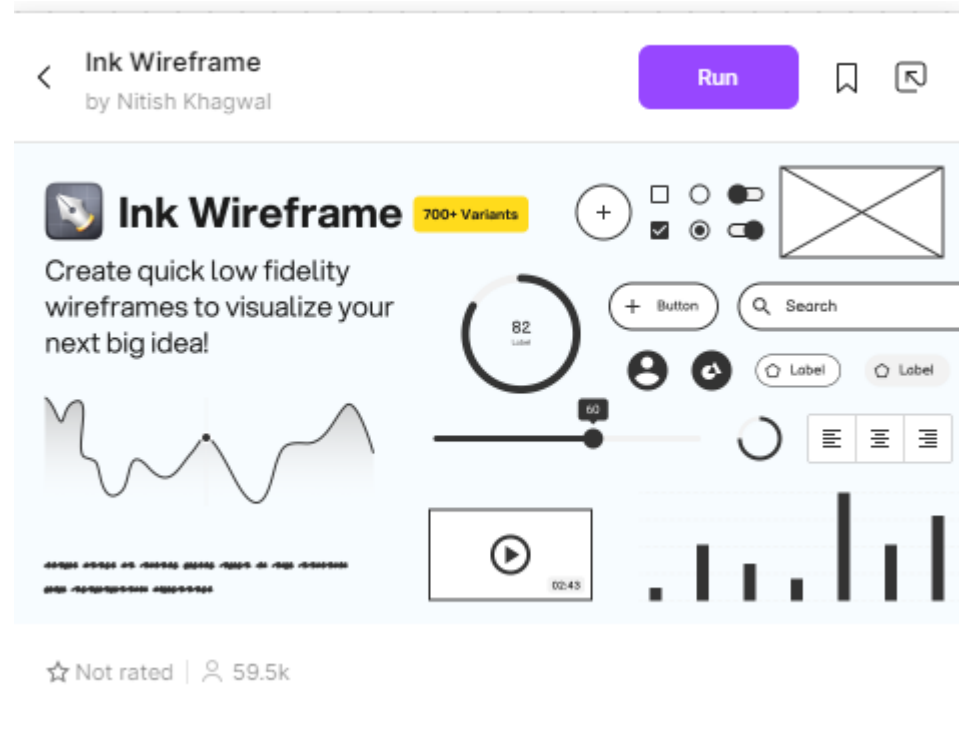 Ink Wireframe
by Nitish Khagwal
Run
Ink Wireframe
700+ Variants
Create quick low fidelity
wireframes to visualize your
next big idea!
82
Label
Button
Search
Label
Label
60
02:43
Not rated
59.5k